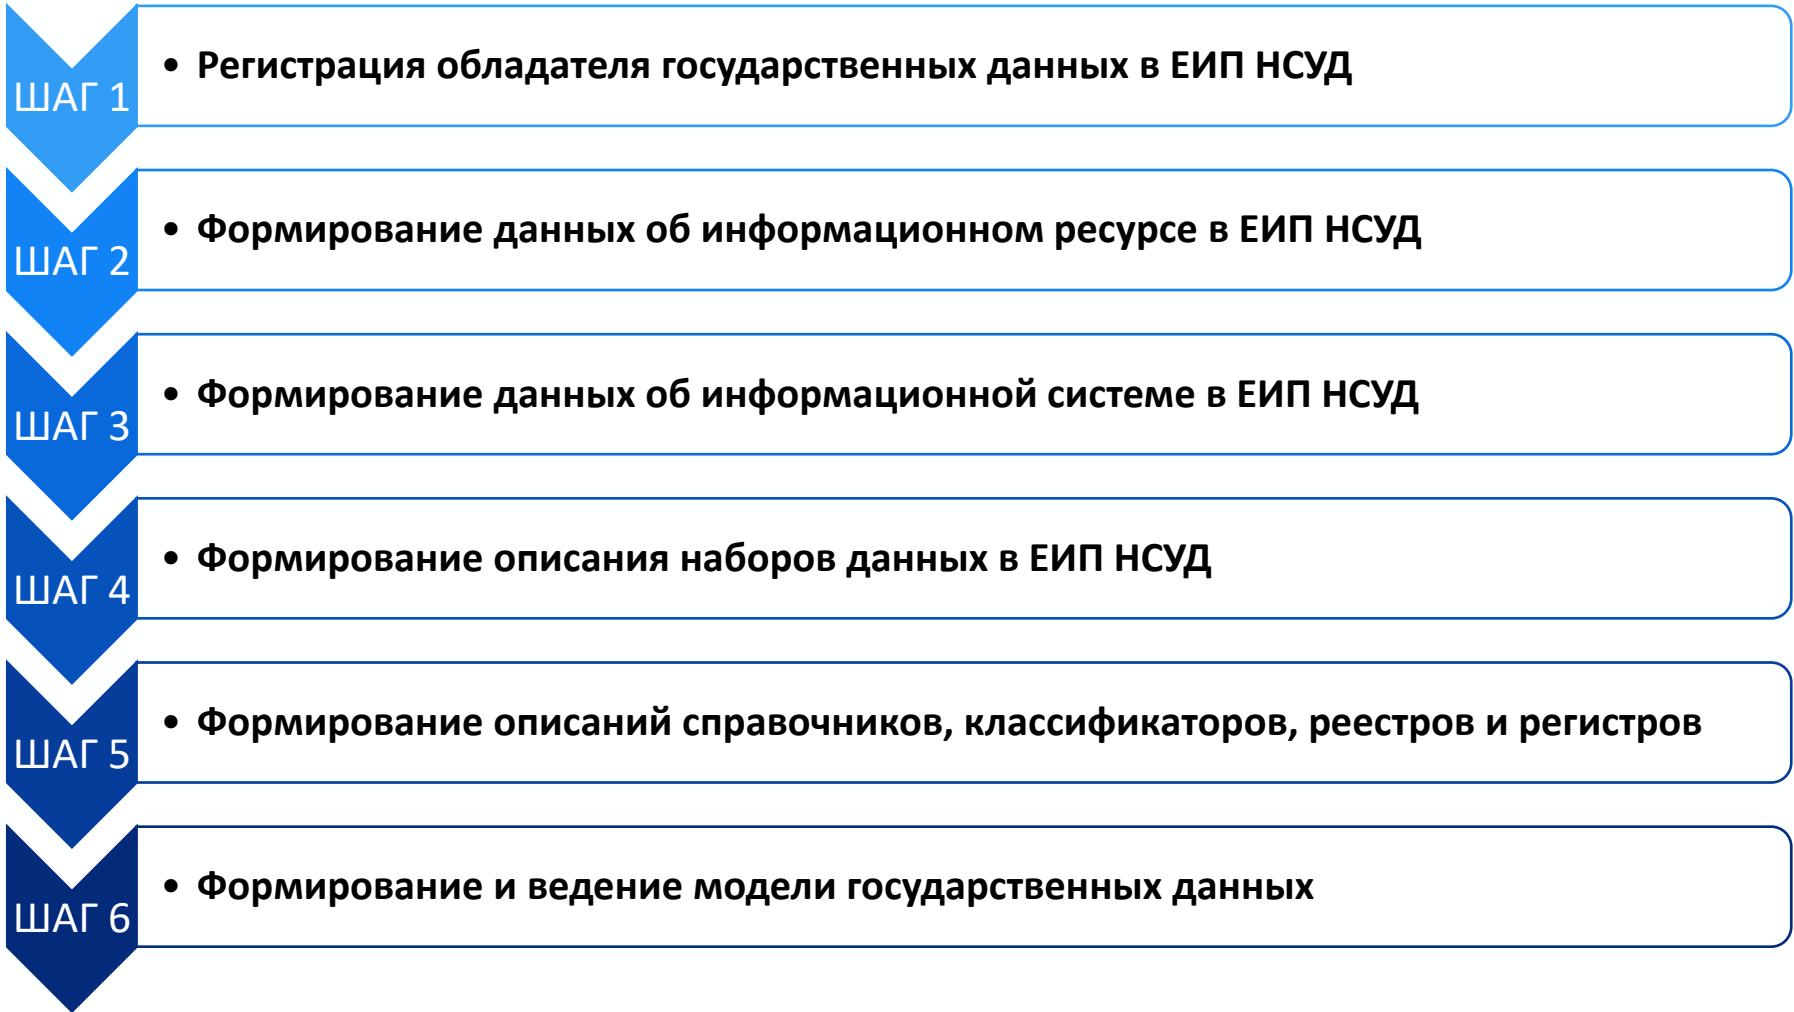 ШАГ 1
• Регистрация обладателя государственных данных в ЕИП НСУД
ШАГ 2
• Формирование данных об информационном ресурсе в ЕИП НСУД
ШАГ 3
• Формирование данных об информационной системе в ЕИП НСУД
ШАГ 4
• Формирование описания наборов данных в ЕИП НСУД
ШАГ 5
• Формирование описаний справочников, классификаторов, реестров и регистров
ШАГ 6
• Формирование и ведение модели государственных данных